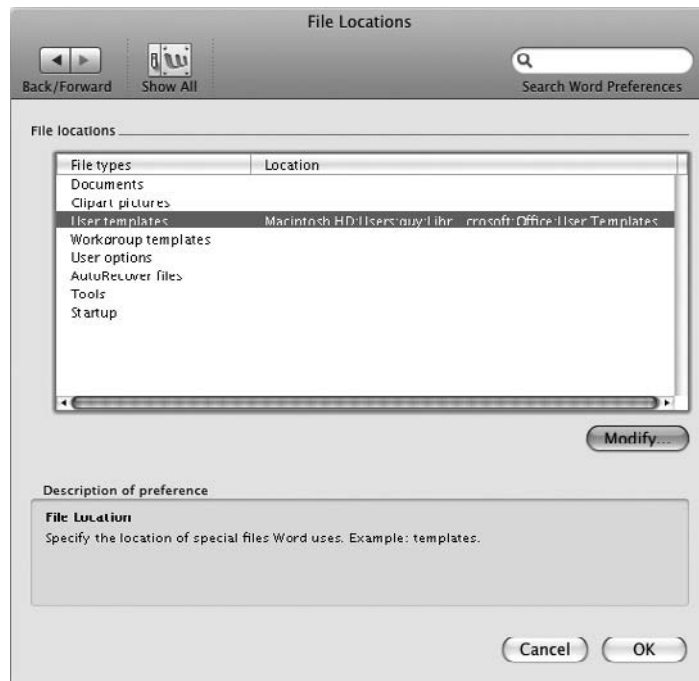 File Locations
Back/Forward
Show All
Search Word Preferences
File locations
File types Location
Documents
Clipart pictures
User templates Macintosh HD:Users:guy:Libr...crosoft:Office:User Templates
Workgroup templates
User options
AutoRecover files
Tools
Startup
Modify...
Description of preference
File Location
Specify the location of special files Word uses. Example: templates.
Cancel OK